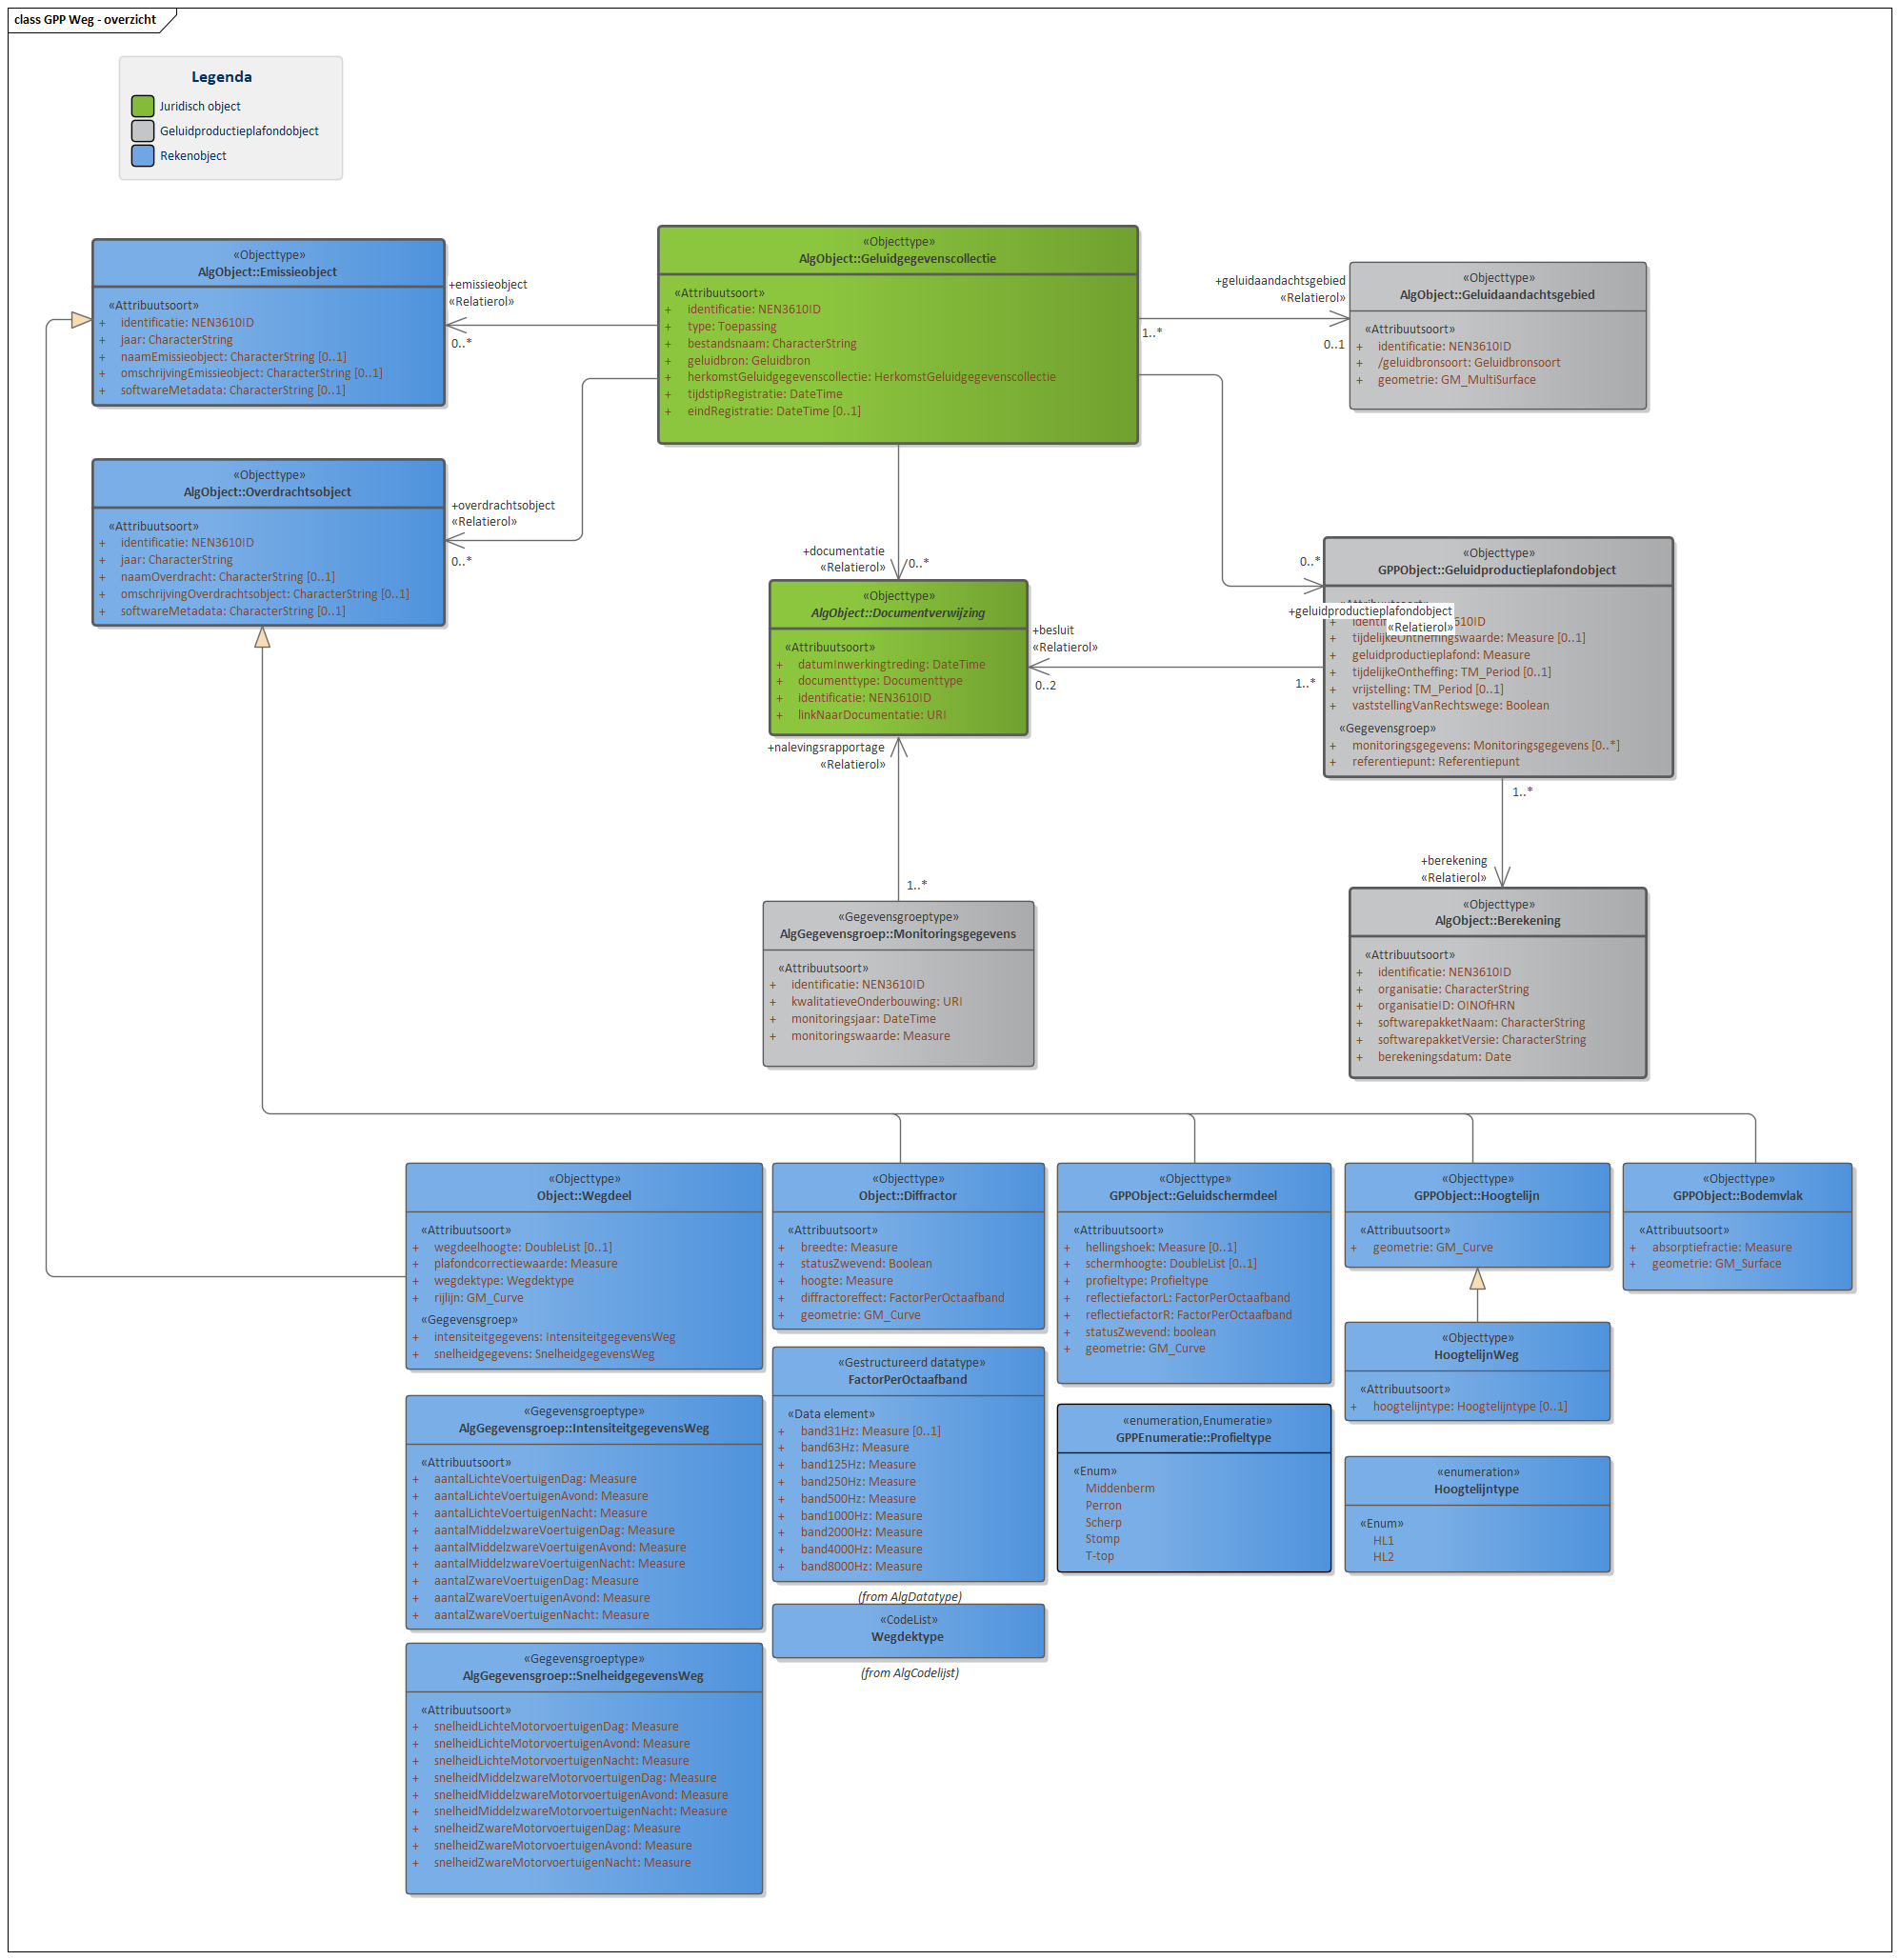 class GPP Weg - overzicht
Legenda
Juridisch object
Geluidproductieplafondobject
Rekenobject
«Objecttype»
AlgObject::Emissieobject
«Attribuutsoort»
+ identificatie: NEN3610ID
+ jaar: CharacterString
+ naamEmissieobject: CharacterString [0..1]
+ omschrijvingEmissieobject: CharacterString [0..1]
+ softwareMetadata: CharacterString [0..1]
+emissieobject
«Relatierol»
0..*
«Objecttype»
AlgObject::Geluidgegevenscollectie
«Attribuutsoort»
+ identificatie: NEN3610ID
+ type: Toepassing
+ bestandsnaam: CharacterString
+ geluidbron: Geluidbron
+ herkomstGeluidgegevenscollectie: HerkomstGeluidgegevenscollectie
+ tijdstipRegistratie: DateTime
+ eindRegistratie: DateTime [0..1]
+geluidaandachtsgebied
«Relatierol»
1..*
0..1
«Objecttype»
AlgObject::Geluidaandachtsgebied
«Attribuutsoort»
+ identificatie: NEN3610ID
+ /geluidbronsoort: Geluidbronsoort
+ geometrie: GM_MultiSurface
«Objecttype»
AlgObject::Overdrachtsobject
«Attribuutsoort»
+ identificatie: NEN3610ID
+ jaar: CharacterString
+ naamOverdracht: CharacterString [0..1]
+ omschrijvingOverdrachtsobject: CharacterString [0..1]
+ softwareMetadata: CharacterString [0..1]
+overdrachtsobject
«Relatierol»
0..*
+documentatie
«Relatierol»
0..*
«Objecttype»
AlgObject::Documentverwijzing
«Attribuutsoort»
+ datumInwerkingtreding: DateTime
+ documenttype: Documenttype
+ identificatie: NEN3610ID
+ linkNaarDocumentatie: URI
+besluit
«Relatierol»
0..2
1..*
0..*
«Objecttype»
GPPObject::Geluidproductieplafondobject
+geluidproductieplafondobject
«Relatierol»
+ tijdelijkeOntheffingswaarde: Measure [0..1]
+ geluidproductieplafond: Measure
+ tijdelijkeOntheffing: TM_Period [0..1]
+ vrijstelling: TM_Period [0..1]
+ vaststellingVanRechtswege: Boolean
«Gegevensgroep»
+ monitoringsgegevens: Monitoringsgegevens [0..*]
+ referentiepunt: Referentiepunt
+nalevingsrapportage
«Relatierol»
1..*
«Gegevensgroeptype»
AlgGegevensgroep::Monitoringsgegevens
«Attribuutsoort»
+ identificatie: NEN3610ID
+ kwalitatieveOnderbouwing: URI
+ monitoringsjaar: DateTime
+ monitoringswaarde: Measure
1..*
+berekening
«Relatierol»
«Objecttype»
AlgObject::Berekening
«Attribuutsoort»
+ identificatie: NEN3610ID
+ organisatie: CharacterString
+ organisatieID: OINOfHRN
+ softwarepakketNaam: CharacterString
+ softwarepakketVersie: CharacterString
+ berekeningsdatum: Date
«Objecttype»
Object::Wegdeel
«Attribuutsoort»
+ wegdeelhoogte: DoubleList [0..1]
+ plafondcorrectiewaarde: Measure
+ wegdektype: Wegdektype
+ rijlijn: GM_Curve
«Gegevensgroep»
+ intensiteitgegevens: IntensiteitgegevensWeg
+ snelheidgegevens: SnelheidgegevensWeg
«Objecttype»
Object::Diffractor
«Attribuutsoort»
+ breedte: Measure
+ statusZwevend: Boolean
+ hoogte: Measure
+ diffractoreffect: FactorPerOctaafband
+ geometrie: GM_Curve
«Objecttype»
GPPObject::Geluidschermdeel
«Attribuutsoort»
+ hellingshoek: Measure [0..1]
+ schermhoogte: DoubleList [0..1]
+ profieltype: Profieltype
+ reflectiefactorL: FactorPerOctaafband
+ reflectiefactorR: FactorPerOctaafband
+ statusZwevend: boolean
+ geometrie: GM_Curve
«Objecttype»
GPPObject::Hoogtelijn
«Attribuutsoort»
+ geometrie: GM_Curve
«Objecttype»
GPPObject::Bodemvlak
«Attribuutsoort»
+ absorptiefractie: Measure
+ geometrie: GM_Surface
«Objecttype»
HoogtelijnWeg
«Attribuutsoort»
+ hoogtelijntype: Hoogtelijntype [0..1]
«Gegevensgroeptype»
AlgGegevensgroep::IntensiteitgegevensWeg
«Attribuutsoort»
+ aantalLichteVoertuigenDag: Measure
+ aantalLichteVoertuigenAvond: Measure
+ aantalLichteVoertuigenNacht: Measure
+ aantalMiddelzwareVoertuigenDag: Measure
+ aantalMiddelzwareVoertuigenAvond: Measure
+ aantalMiddelzwareVoertuigenNacht: Measure
+ aantalZwareVoertuigenDag: Measure
+ aantalZwareVoertuigenAvond: Measure
+ aantalZwareVoertuigenNacht: Measure
«Gestructureerd datatype»
FactorPerOctaafband
«Data element»
+ band31Hz: Measure [0..1]
+ band63Hz: Measure
+ band125Hz: Measure
+ band250Hz: Measure
+ band500Hz: Measure
+ band1000Hz: Measure
+ band2000Hz: Measure
+ band4000Hz: Measure
+ band8000Hz: Measure
(from AlgDatatype)
«enumeration,Enumeratie»
GPPEnumeratie::Profieltype
«Enum»
Middenberm
Perron
Scherp
Stomp
T-top
«enumeration»
Hoogtelijntype
«Enum»
HL1
HL2
«CodeList»
Wegdektype
(from AlgCodelijst)
«Gegevensgroeptype»
AlgGegevensgroep::SnelheidgegevensWeg
«Attribuutsoort»
+ snelheidLichteMotorvoertuigenDag: Measure
+ snelheidLichteMotorvoertuigenAvond: Measure
+ snelheidLichteMotorvoertuigenNacht: Measure
+ snelheidMiddelzwareMotorvoertuigenDag: Measure
+ snelheidMiddelzwareMotorvoertuigenAvond: Measure
+ snelheidMiddelzwareMotorvoertuigenNacht: Measure
+ snelheidZwareMotorvoertuigenDag: Measure
+ snelheidZwareMotorvoertuigenAvond: Measure
+ snelheidZwareMotorvoertuigenNacht: Measure